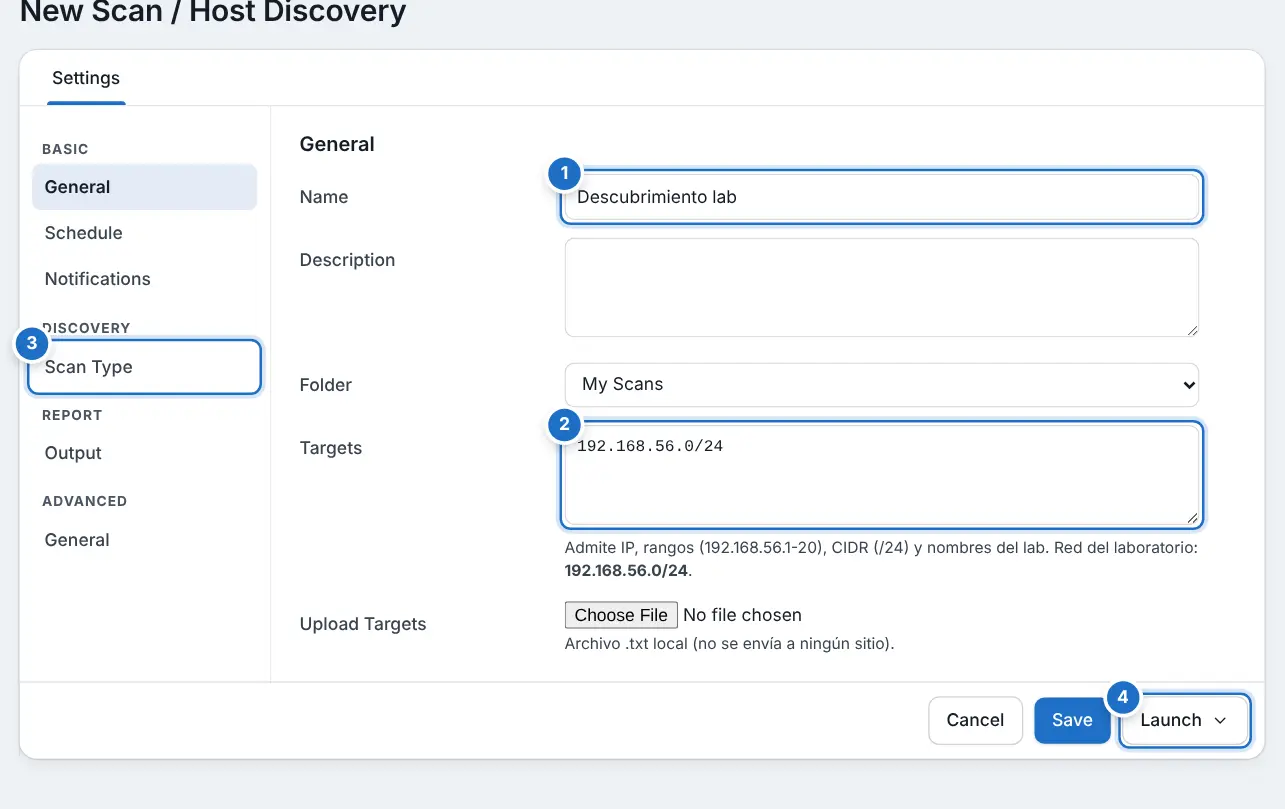 New Scan / Host Discovery
Settings
BASIC
General
Schedule
Notifications
DISCOVERY
3
Scan Type
REPORT
Output
ADVANCED
General
General
1
Name
Descubrimiento lab
Description
Folder
My Scans
2
Targets
192.168.56.0/24
Admite IP, rangos (192.168.56.1-20), CIDR (/24) y nombres del lab. Red del laboratorio:
192.168.56.0/24.
Upload Targets
Choose File No file chosen
Archivo .txt local (no se envía a ningún sitio).
4
Cancel Save Launch